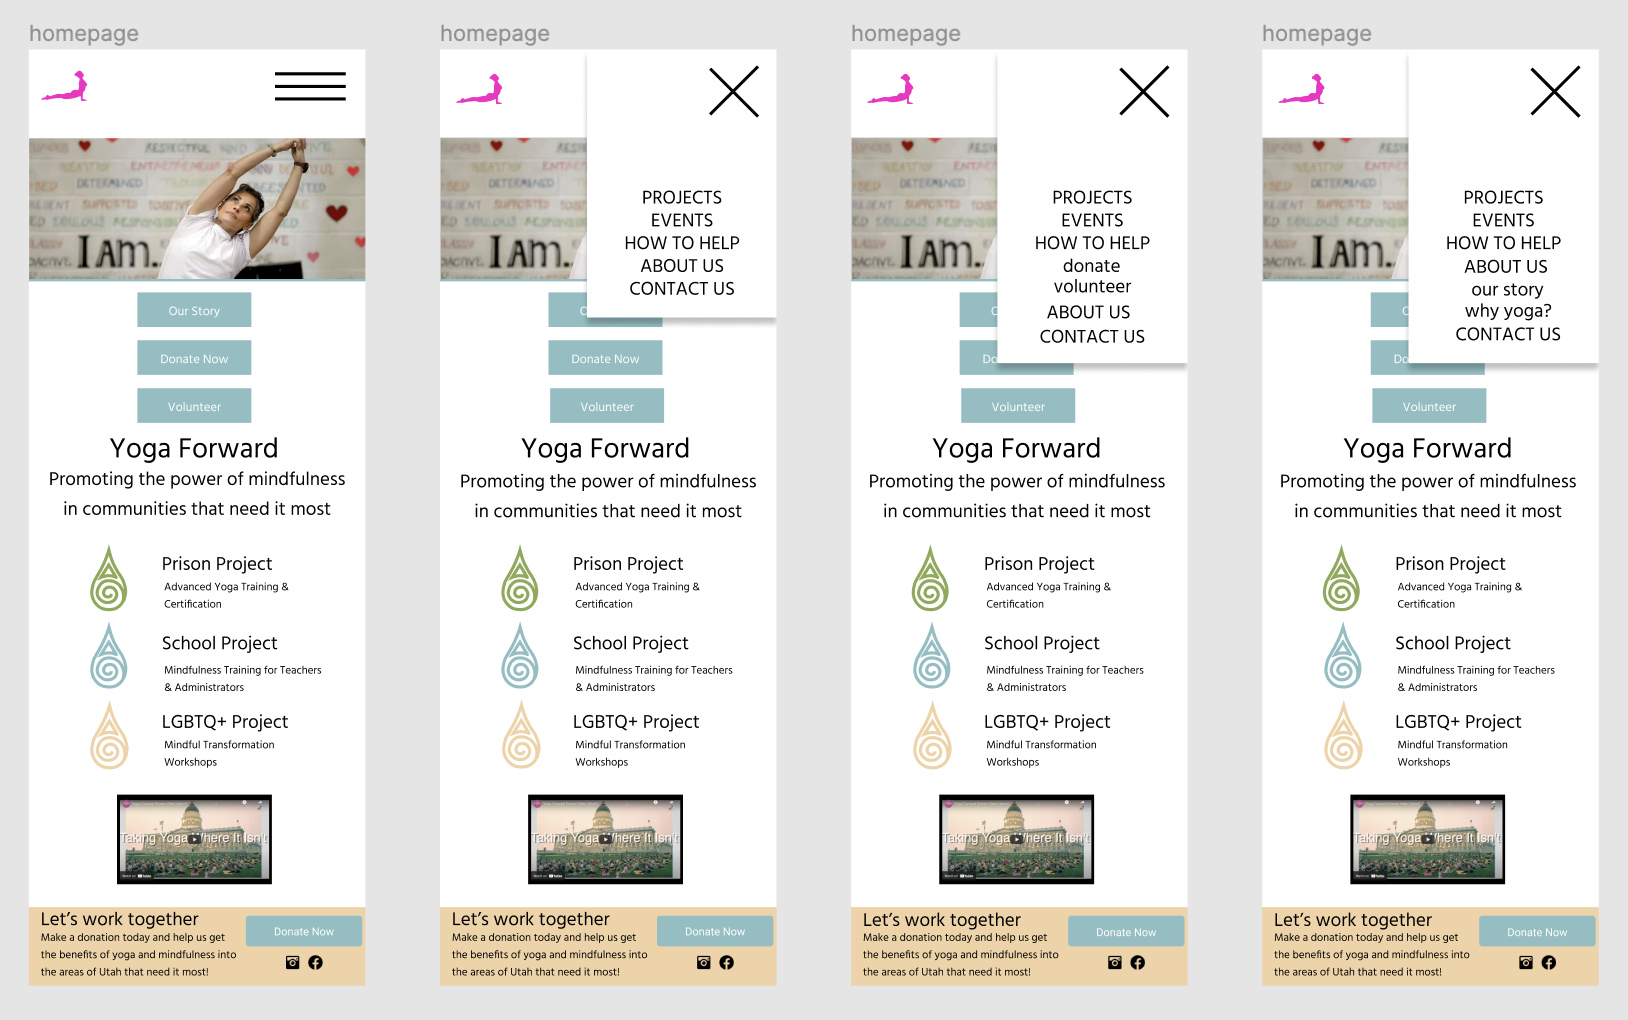 homepage
RESPECTFUL KIND
DETERMINED
I AM.
Our Story
Donate Now
Volunteer
Yoga Forward
Promoting the power of mindfulness
in communities that need it most
Prison Project
Advanced Yoga Training &
Certification
School Project
Mindfulness Training for Teachers
& Administrators
LGBTQ+ Project
Mindful Transformation
Workshops
Taking Yoga Where It Isn't
Let's work together
Make a donation today and help us get
the benefits of yoga and mindfulness into
the areas of Utah that need it most!
Donate Now
homepage
PROJECTS
EVENTS
HOW TO HELP
ABOUT US
CONTACT US
DETERMINED
I AM.
Donate Now
Volunteer
Yoga Forward
Promoting the power of mindfulness
in communities that need it most
Prison Project
Advanced Yoga Training &
Certification
School Project
Mindfulness Training for Teachers
& Administrators
LGBTQ+ Project
Mindful Transformation
Workshops
Taking Yoga Where It Isn't
Let's work together
Make a donation today and help us get
the benefits of yoga and mindfulness into
the areas of Utah that need it most!
Donate Now
homepage
PROJECTS
EVENTS
HOW TO HELP
donate
volunteer
ABOUT US
CONTACT US
DETERMINED
I AM.
Do
Volunteer
Yoga Forward
Promoting the power of mindfulness
in communities that need it most
Prison Project
Advanced Yoga Training &
Certification
School Project
Mindfulness Training for Teachers
& Administrators
LGBTQ+ Project
Mindful Transformation
Workshops
Taking Yoga Where It Isn't
Let's work together
Make a donation today and help us get
the benefits of yoga and mindfulness into
the areas of Utah that need it most!
Donate Now
homepage
PROJECTS
EVENTS
HOW TO HELP
ABOUT US
our story
why yoga?
CONTACT US
DETERMINED
I AM.
Do
Volunteer
Yoga Forward
Promoting the power of mindfulness
in communities that need it most
Prison Project
Advanced Yoga Training &
Certification
School Project
Mindfulness Training for Teachers
& Administrators
LGBTQ+ Project
Mindful Transformation
Workshops
Taking Yoga Where It Isn't
Let's work together
Make a donation today and help us get
the benefits of yoga and mindfulness into
the areas of Utah that need it most!
Donate Now